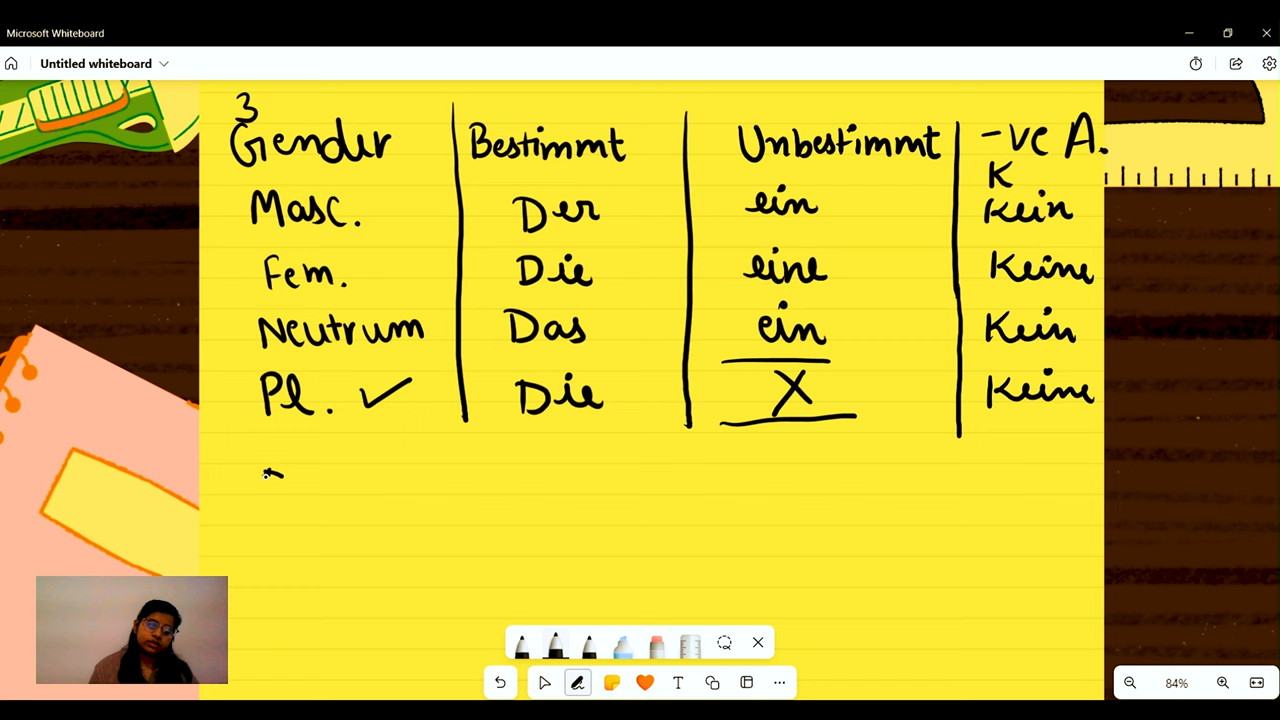 Microsoft Whiteboard
Untitled whiteboard
3
Gender Bestimmt Unbestimmt -ve A.
K
Masc. Der ein Kein
Fem. Die eine Keine
Neutrum Das ein Kein
Pl. ✓ Die X Keine
84%